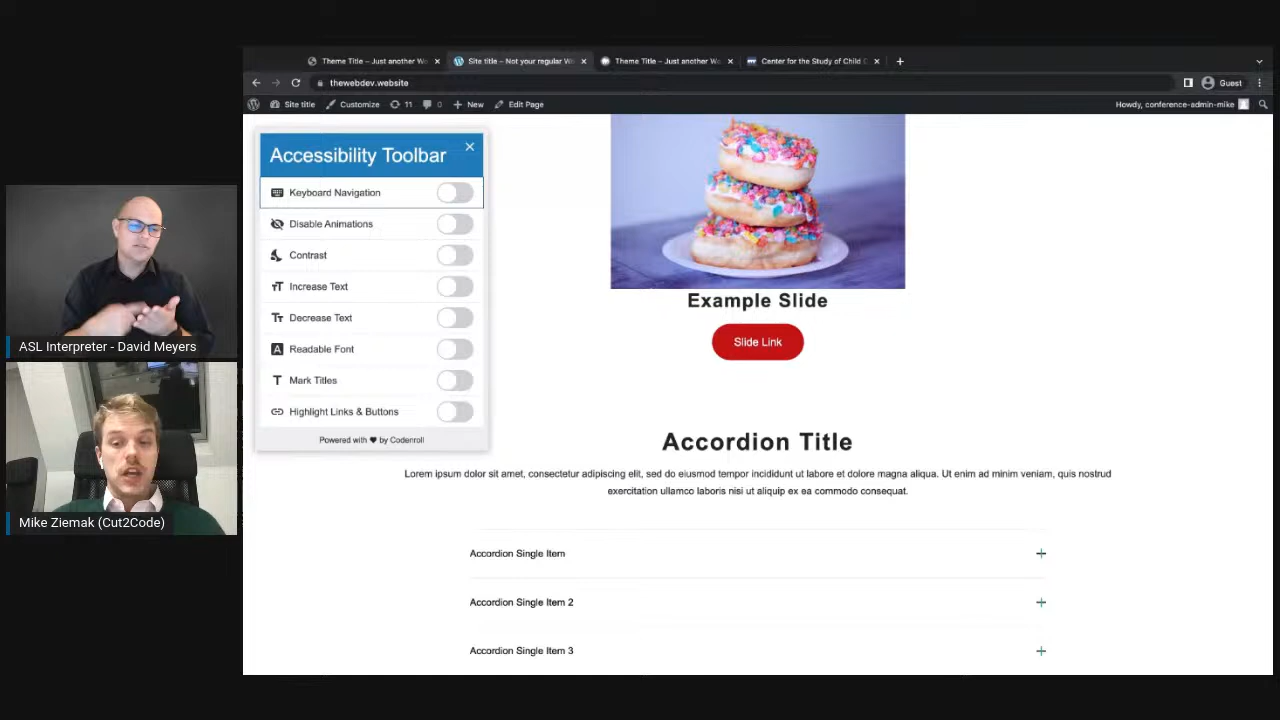 Theme Title – Just another We
Site title – Not your regular W
Theme Title – Just another We
Center for the Study of Child C
thewebdev.website
Guest
Site title
Customize
11
0
New
Edit Page
Howdy, conference-admin-mike
Accessibility Toolbar
Keyboard Navigation
Disable Animations
Contrast
Increase Text
Decrease Text
Readable Font
Mark Titles
Highlight Links & Buttons
Powered with ♥ by Codenroll
Example Slide
Slide Link
Accordion Title
Lorem ipsum dolor sit amet, consectetur adipiscing elit, sed do eiusmod tempor incididunt ut labore et dolore magna aliqua. Ut enim ad minim veniam, quis nostrud
exercitation ullamco laboris nisi ut aliquip ex ea commodo consequat.
Accordion Single Item
Accordion Single Item 2
Accordion Single Item 3
ASL Interpreter - David Meyers
Mike Ziemak (Cut2Code)